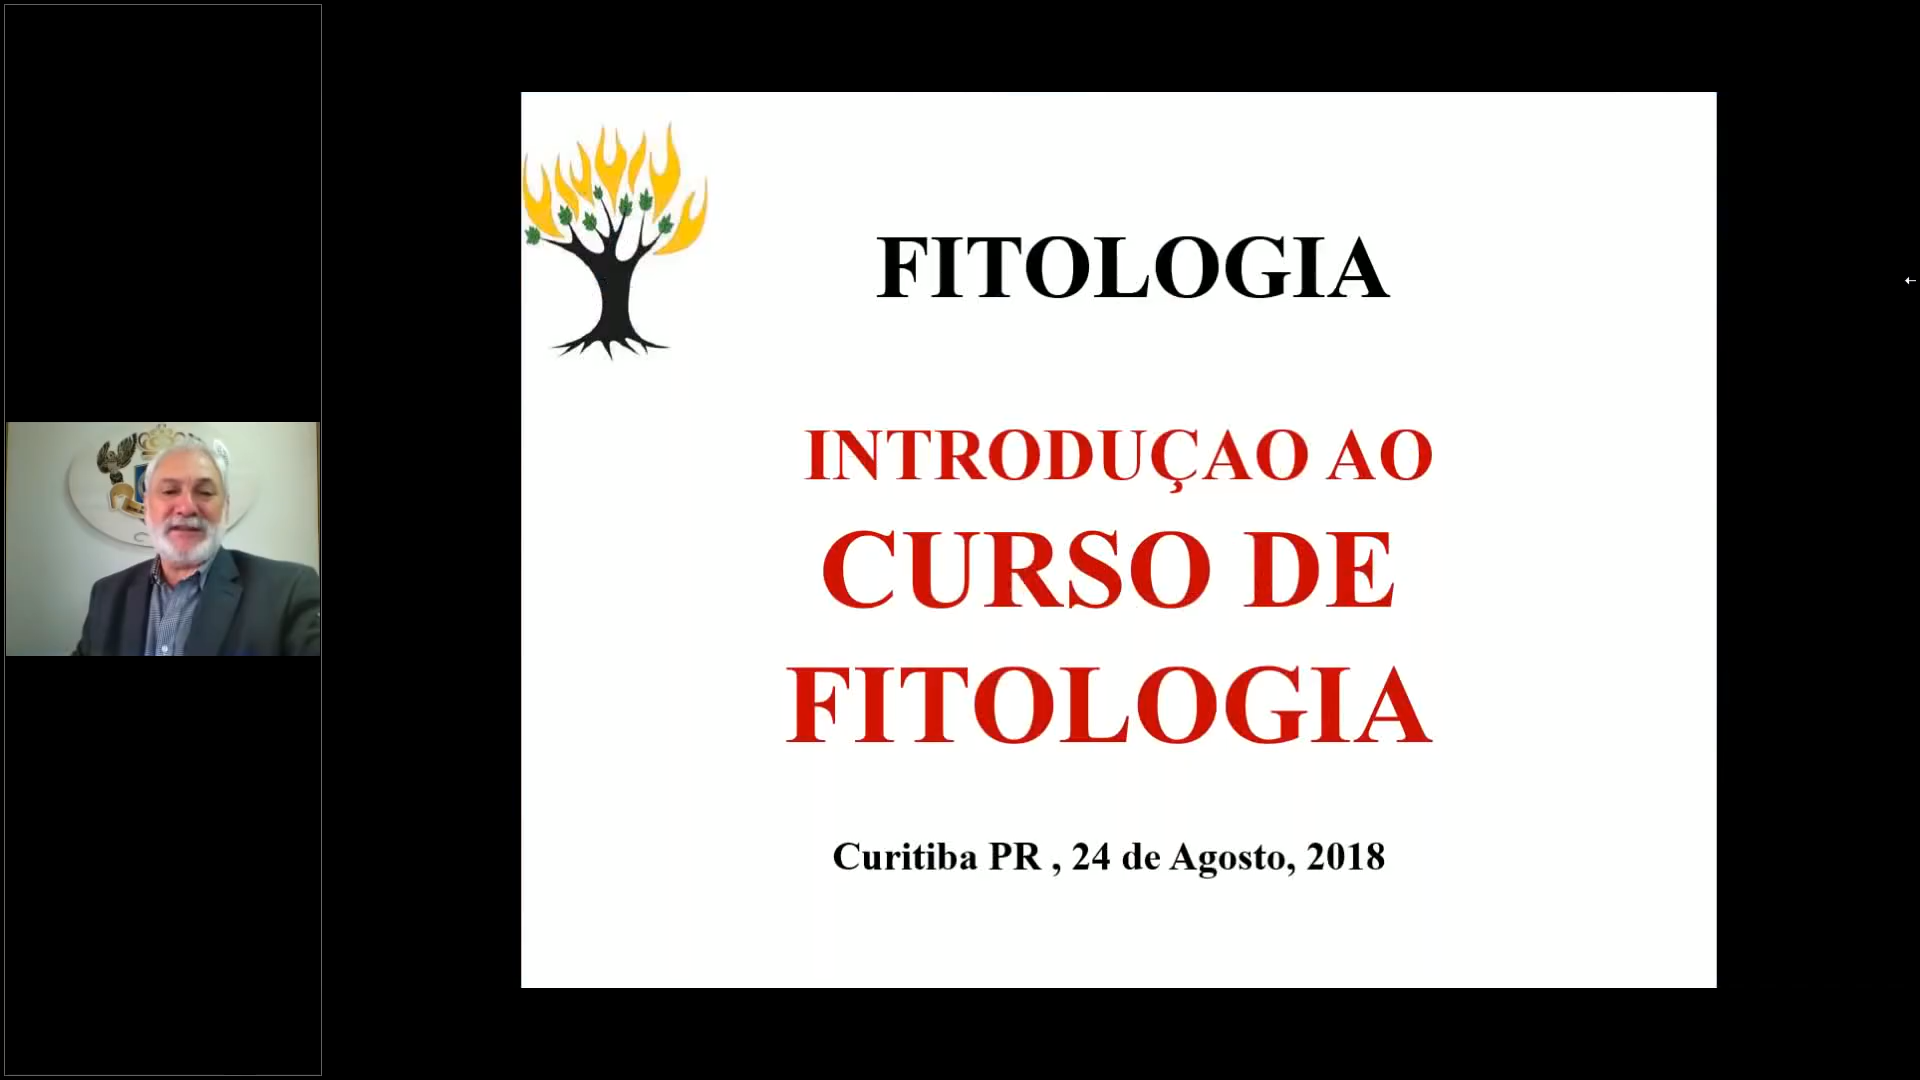 FITOLOGIA
INTRODUÇAO AO
CURSO DE
FITOLOGIA
Curitiba PR , 24 de Agosto, 2018